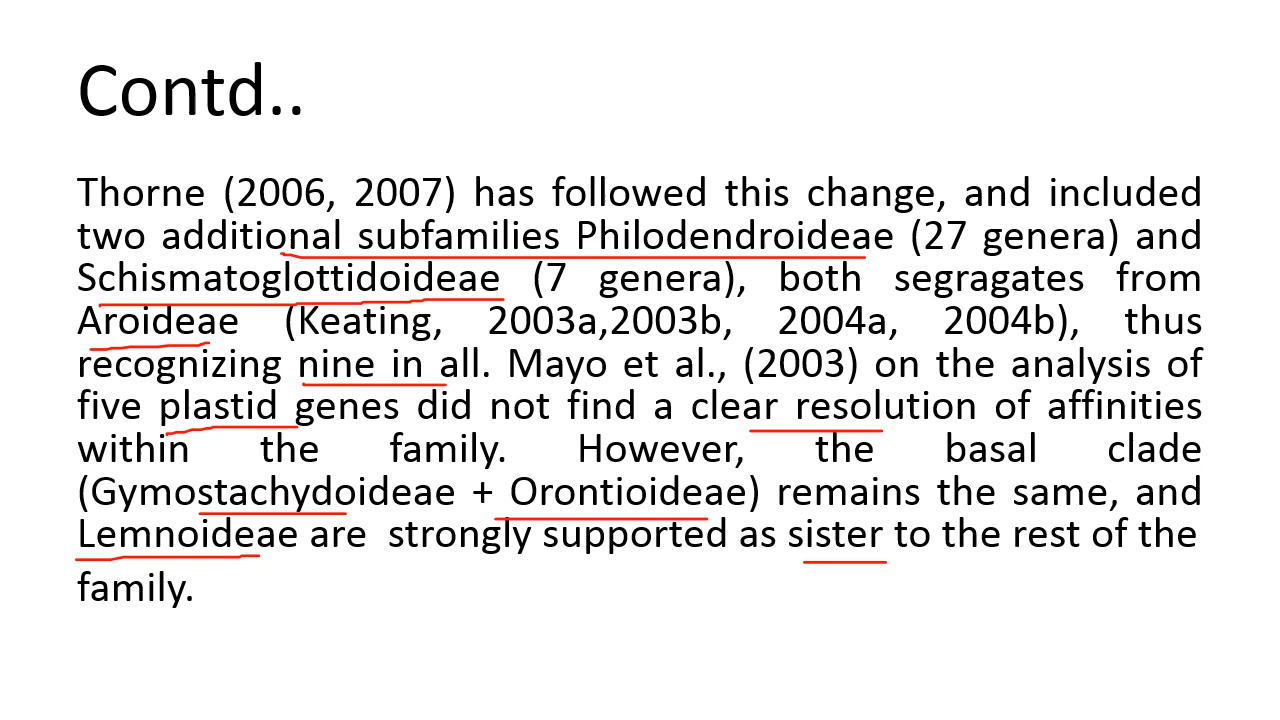 Contd..
Thorne (2006, 2007) has followed this change, and included
two additional subfamilies Philodendroideae (27 genera) and
Schismatoglottidoideae (7 genera), both segragates from
Aroideae (Keating, 2003a,2003b, 2004a, 2004b), thus
recognizing nine in all. Mayo et al., (2003) on the analysis of
five plastid genes did not find a clear resolution of affinities
within the family. However, the basal clade
(Gymostachydoideae + Orontioideae) remains the same, and
Lemnoideae are strongly supported as sister to the rest of the
family.